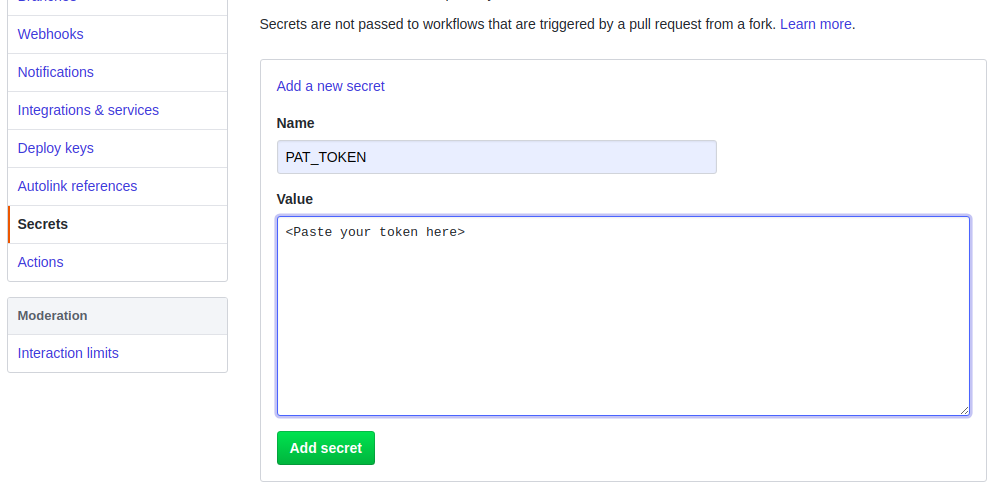 Secrets are not passed to workflows that are triggered by a pull request from a fork. Learn more.
Webhooks
Notifications
Integrations & services
Deploy keys
Autolink references
Secrets
Actions
Moderation
Interaction limits
Add a new secret
Name
PAT_TOKEN
Value
<Paste your token here>
Add secret